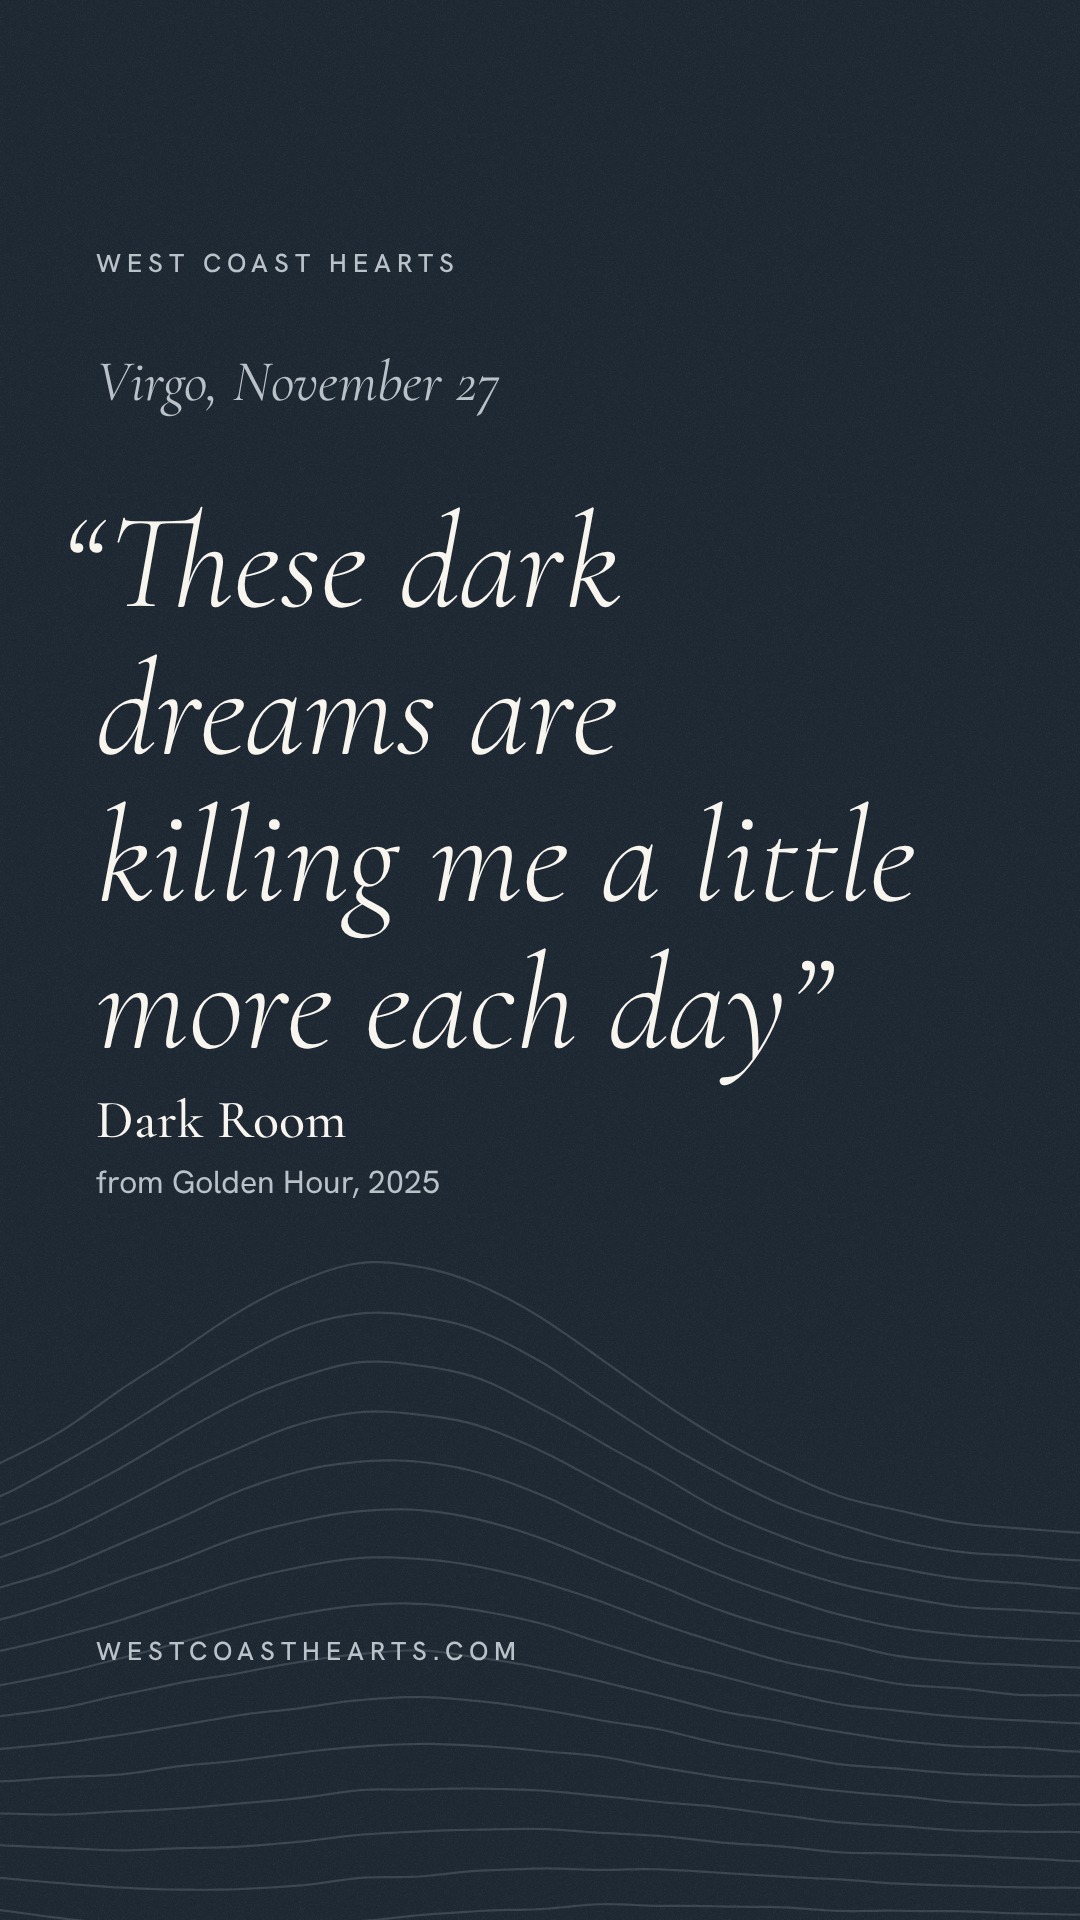 WEST COAST HEARTS
Virgo, November 27
“These dark
dreams are
killing me a little
more each day”
Dark Room
from Golden Hour, 2025
WESTCOASTHEARTS.COM